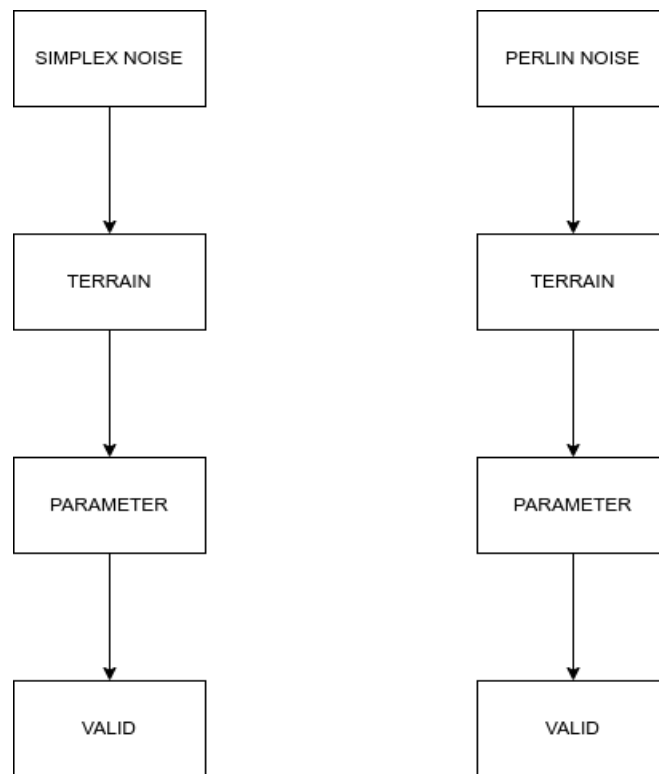 SIMPLEX NOISE
PERLIN NOISE
TERRAIN
TERRAIN
PARAMETER
PARAMETER
VALID
VALID